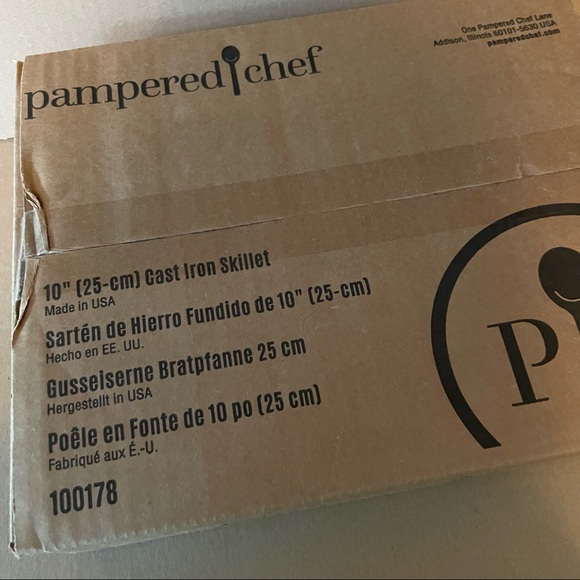 pampered chef
One Pampered Chef Lane
Addison, Illinois 60101-5630 USA
pamperedchef.com
10" (25-cm) Cast Iron Skillet
Made in USA
Sartén de Hierro Fundido de 10" (25-cm)
Hecho en EE. UU.
Gusseiserne Bratpfanne 25 cm
Hergestellt in USA
Poêle en Fonte de 10 po (25 cm)
Fabriqué aux É.-U.
100178
P